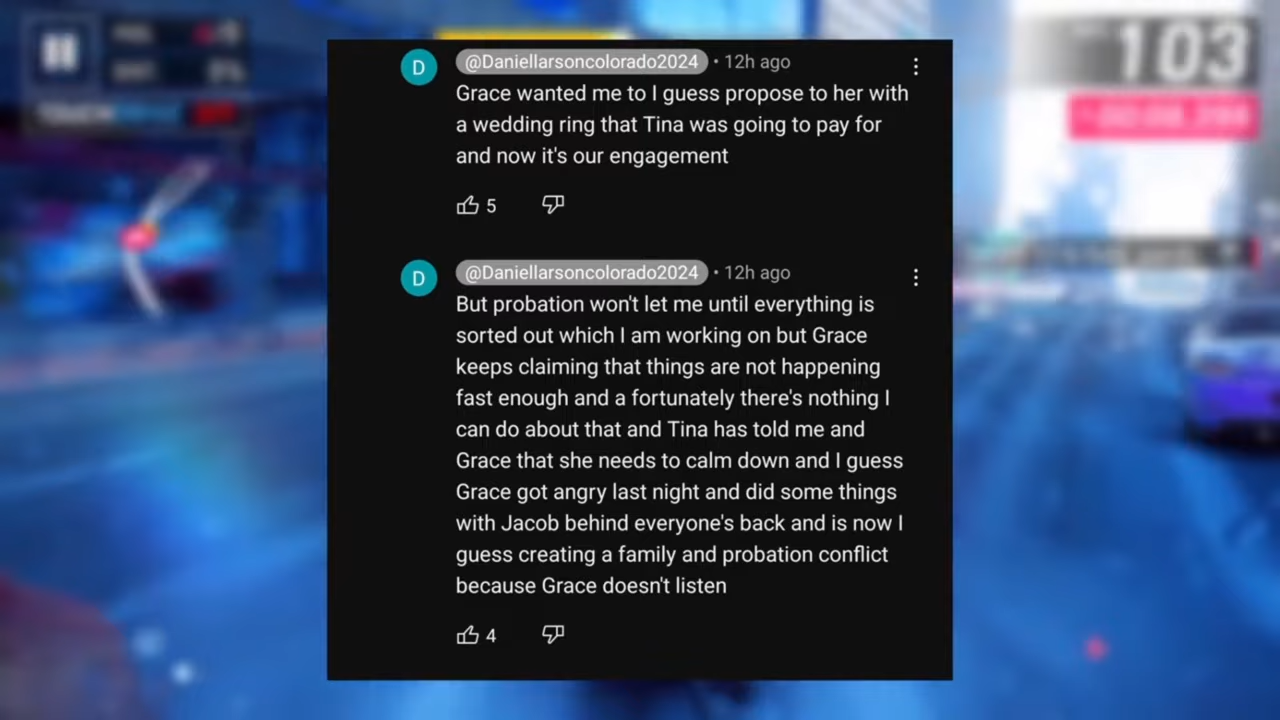 @Daniellarsoncolorado2024 • 12h ago
Grace wanted me to I guess propose to her with
a wedding ring that Tina was going to pay for
and now it's our engagement
5
@Daniellarsoncolorado2024 • 12h ago
But probation won't let me until everything is
sorted out which I am working on but Grace
keeps claiming that things are not happening
fast enough and a fortunately there's nothing I
can do about that and Tina has told me and
Grace that she needs to calm down and I guess
Grace got angry last night and did some things
with Jacob behind everyone's back and is now I
guess creating a family and probation conflict
because Grace doesn't listen
4
D
D
103